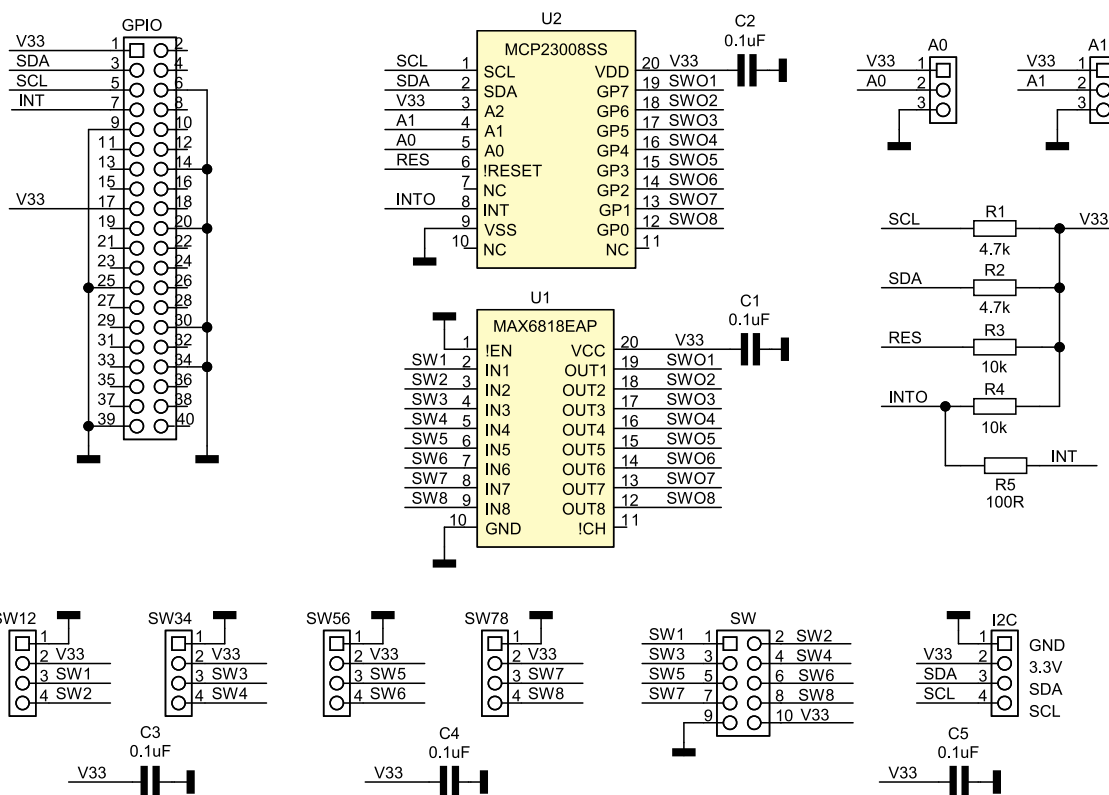 GPIO
V33 1 2
SDA 3 4
SCL 5 6
INT 7 8
9 10
11 12
13 14
15 16
V33 17 18
19 20
21 22
23 24
25 26
27 28
29 30
31 32
33 34
35 36
37 38
39 40
U2
MCP23008SS
SCL 1 SCL VDD 20 V33
SDA 2 SDA GP7 19 SWO1
V33 3 A2 GP6 18 SWO2
A1 4 A1 GP5 17 SWO3
A0 5 A0 GP4 16 SWO4
RES 6 !RESET GP3 15 SWO5
7 NC GP2 14 SWO6
INTO 8 INT GP1 13 SWO7
9 VSS GP0 12 SWO8
10 NC NC 11
C2
0.1uF
A0
V33 1
A0 2
3
A1
V33 1
A1 2
3
U1
MAX6818EAP
1 !EN VCC 20 V33
SW1 2 IN1 OUT1 19 SWO1
SW2 3 IN2 OUT2 18 SWO2
SW3 4 IN3 OUT3 17 SWO3
SW4 5 IN4 OUT4 16 SWO4
SW5 6 IN5 OUT5 15 SWO5
SW6 7 IN6 OUT6 14 SWO6
SW7 8 IN7 OUT7 13 SWO7
SW8 9 IN8 OUT8 12 SWO8
10 GND !CH 11
C1
0.1uF
SCL R1 V33
4.7k
SDA R2
4.7k
RES R3
10k
INTO R4
10k
INT
R5
100R
SW12
1
2 V33
3 SW1
4 SW2
SW34
1
2 V33
3 SW3
4 SW4
SW56
1
2 V33
3 SW5
4 SW6
SW78
1
2 V33
3 SW7
4 SW8
SW
SW1 1 2 SW2
SW3 3 4 SW4
SW5 5 6 SW6
SW7 7 8 SW8
9 10 V33
I2C
1 GND
V33 2 3.3V
SDA 3 SDA
SCL 4 SCL
C3
0.1uF
V33
C4
0.1uF
V33
C5
0.1uF
V33